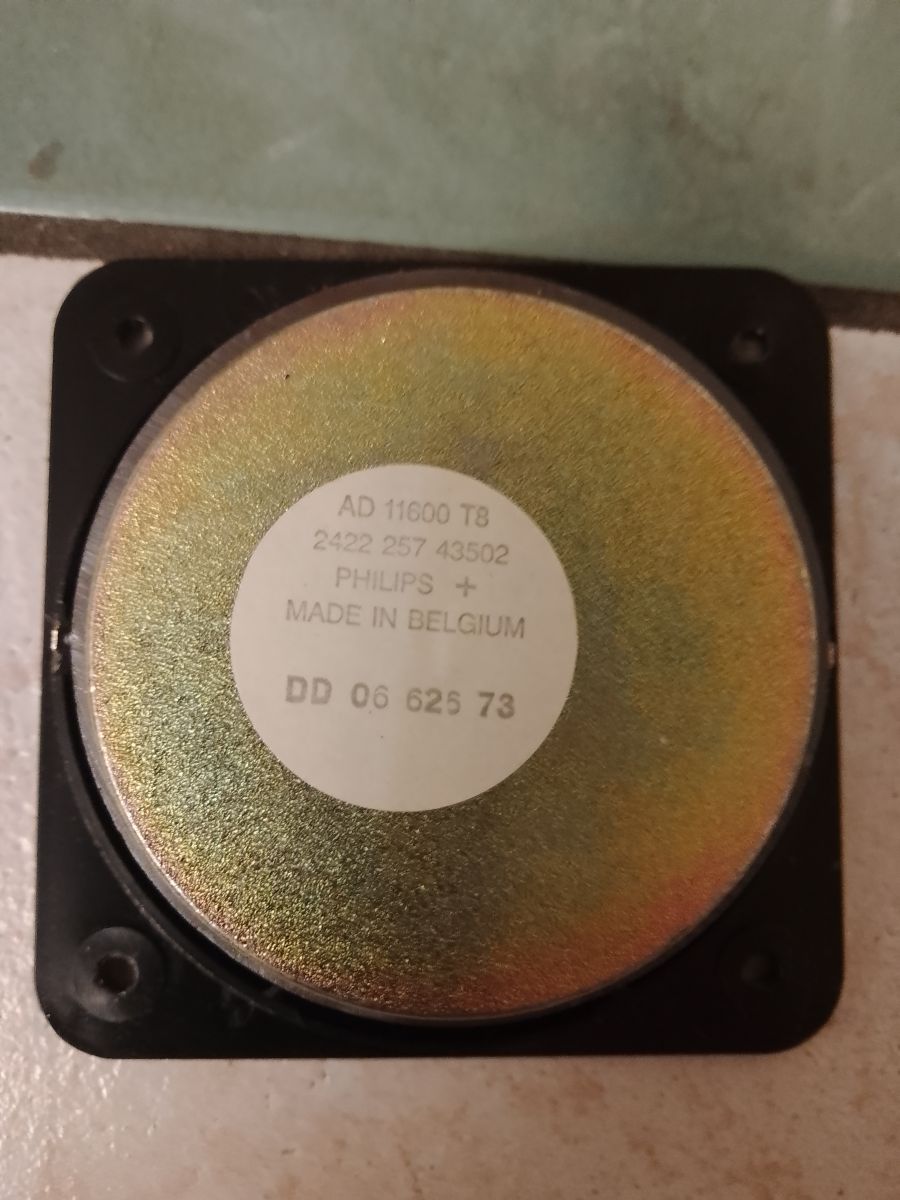 AD 11600 T8
2422 257 43502
PHILIPS ÷
MADE IN BELGIUM
DD 06 626 73